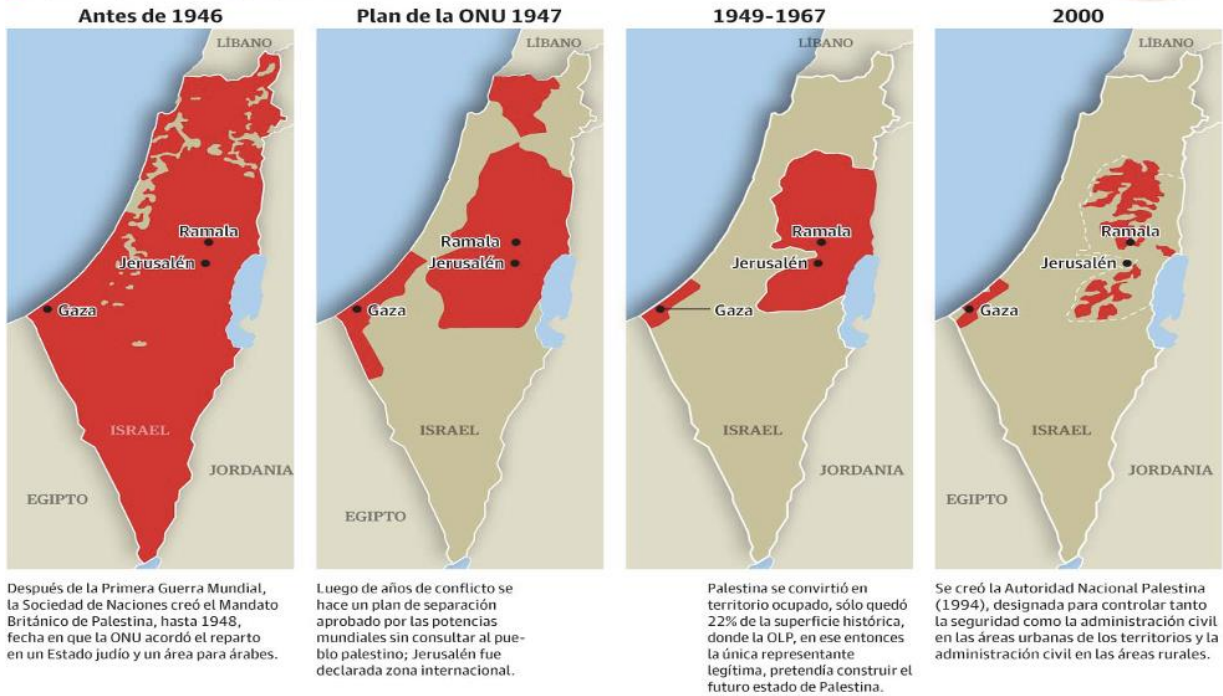 Antes de 1946
LÍBANO
Ramala
Jerusalén
Gaza
ISRAEL
JORDANIA
EGIPTO
Después de la Primera Guerra Mundial,
la Sociedad de Naciones creó el Mandato
Británico de Palestina, hasta 1948,
fecha en que la ONU acordó el reparto
en un Estado judío y un área para árabes.
Plan de la ONU 1947
LÍBANO
Ramala
Jerusalén
Gaza
ISRAEL
JORDANIA
EGIPTO
Luego de años de conflicto se
hace un plan de separación
aprobado por las potencias
mundiales sin consultar al pue-
blo palestino; Jerusalén fue
declarada zona internacional.
1949-1967
LÍBANO
Ramala
Jerusalén
Gaza
ISRAEL
JORDANIA
EGIPTO
Palestina se convirtió en
territorio ocupado, sólo quedó
22% de la superficie histórica,
donde la OLP, en ese entonces
la única representante
legítima, pretendía construir el
futuro estado de Palestina.
2000
LÍBANO
Ramala
Jerusalén
Gaza
ISRAEL
JORDANIA
EGIPTO
Se creó la Autoridad Nacional Palestina
(1994), designada para controlar tanto
la seguridad como la administración civil
en las áreas urbanas de los territorios y la
administración civil en las áreas rurales.